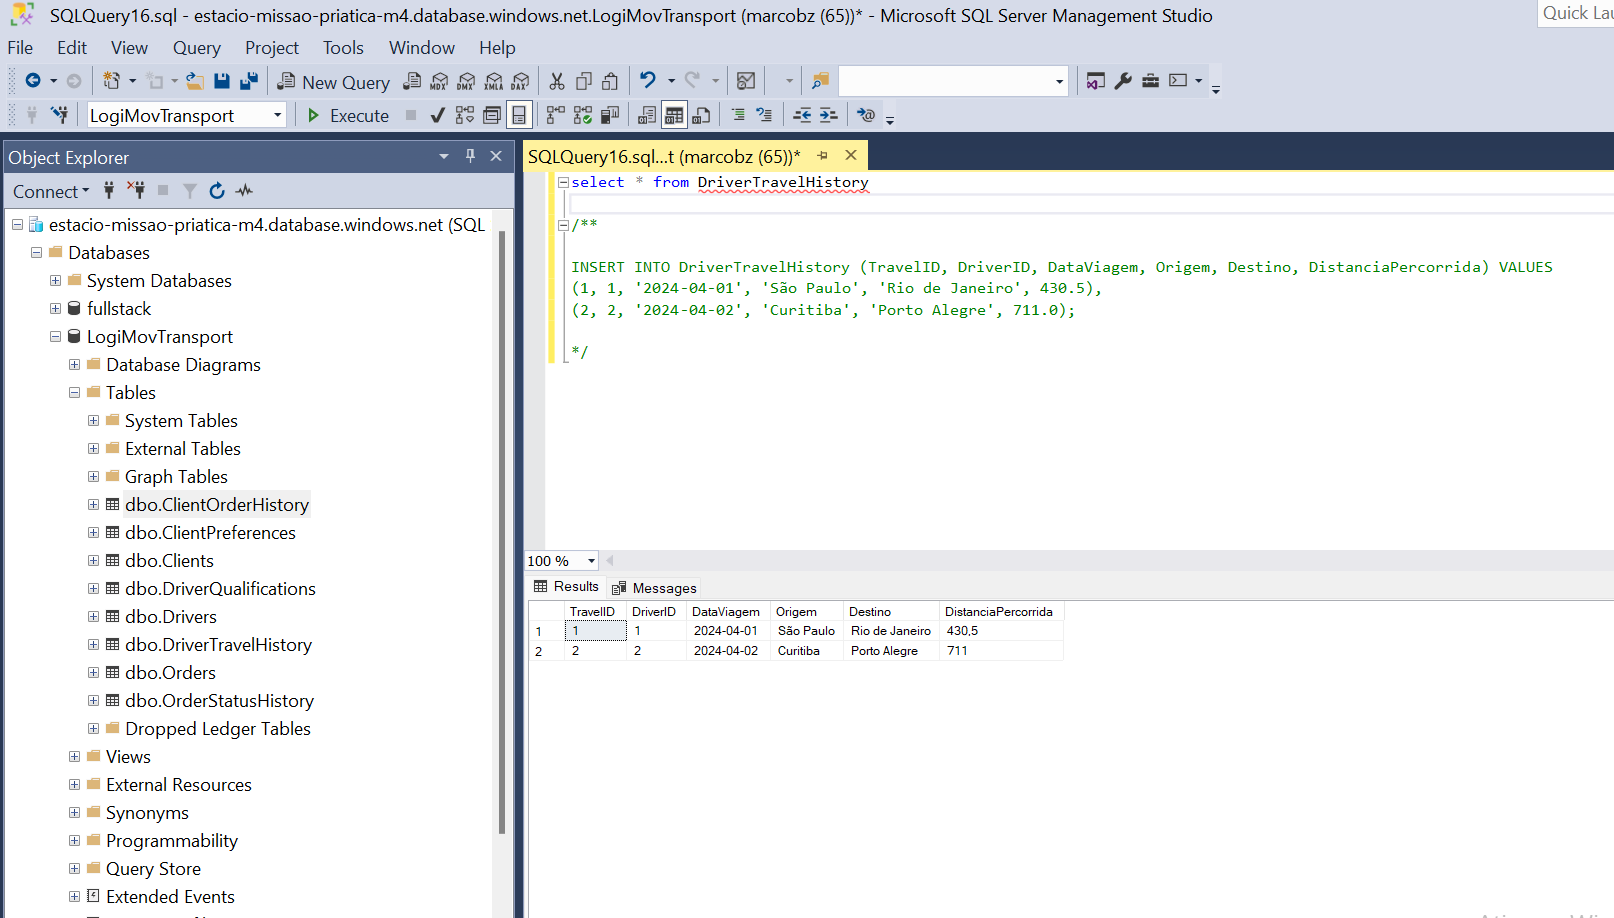 SQLQuery16.sql - estacio-missao-priatica-m4.database.windows.net.LogiMovTransport (marcobz (65))* - Microsoft SQL Server Management Studio
Quick
File Edit View Query Project Tools Window Help
New Query MDX DMX XMLA DAX
LogiMovTransport Execute
Object Explorer
Connect
estacio-missao-priatica-m4.database.windows.net (SQL
Databases
System Databases
fullstack
LogiMovTransport
Database Diagrams
Tables
System Tables
External Tables
Graph Tables
dbo.ClientOrderHistory
dbo.ClientPreferences
dbo.Clients
dbo.DriverQualifications
dbo.Drivers
dbo.DriverTravelHistory
dbo.Orders
dbo.OrderStatusHistory
Dropped Ledger Tables
Views
External Resources
Synonyms
Programmability
Query Store
Extended Events
SQLQuery16.sql...t (marcobz (65))*
select * from DriverTravelHistory
/**
INSERT INTO DriverTravelHistory (TravelID, DriverID, DataViagem, Origem, Destino, DistanciaPercorrida) VALUES
(1, 1, '2024-04-01', 'São Paulo', 'Rio de Janeiro', 430.5),
(2, 2, '2024-04-02', 'Curitiba', 'Porto Alegre', 711.0);
*/
100 %
Results Messages
TravelID DriverID DataViagem Origem Destino DistanciaPercorrida
1 1 1 2024-04-01 São Paulo Rio de Janeiro 430,5
2 2 2 2024-04-02 Curitiba Porto Alegre 711